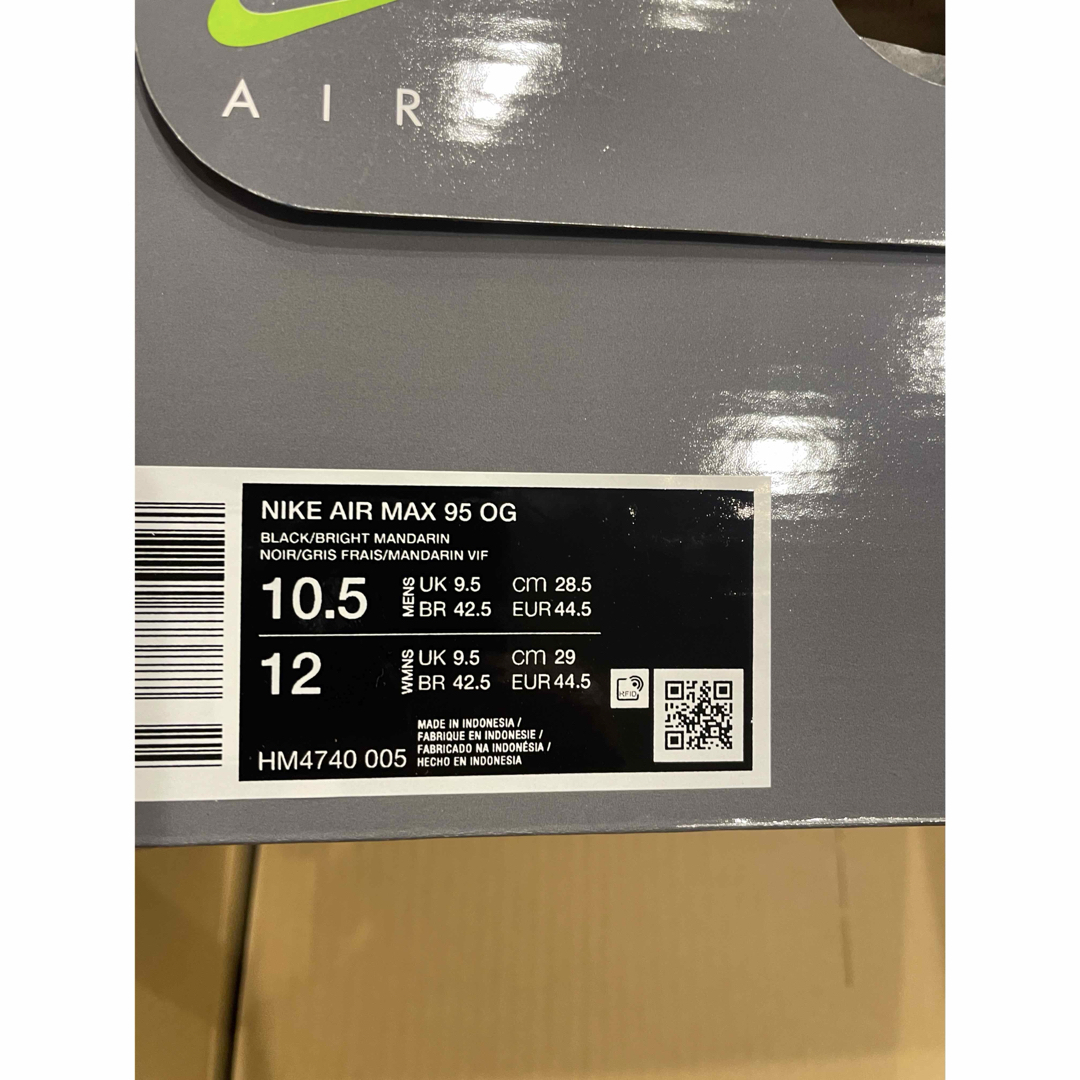 AIR
NIKE AIR MAX 95 OG
BLACK/BRIGHT MANDARIN
NOIR/GRIS FRAIS/MANDARIN VIF
10.5 MENS UK 9.5 cm 28.5
BR 42.5 EUR 44.5
12 WMNS UK 9.5 cm 29
BR 42.5 EUR 44.5
RFID
MADE IN INDONESIA /
FABRIQUE EN INDONESIE /
FABRICADO NA INDONÉSIA /
HECHO EN INDONESIA
HM4740 005